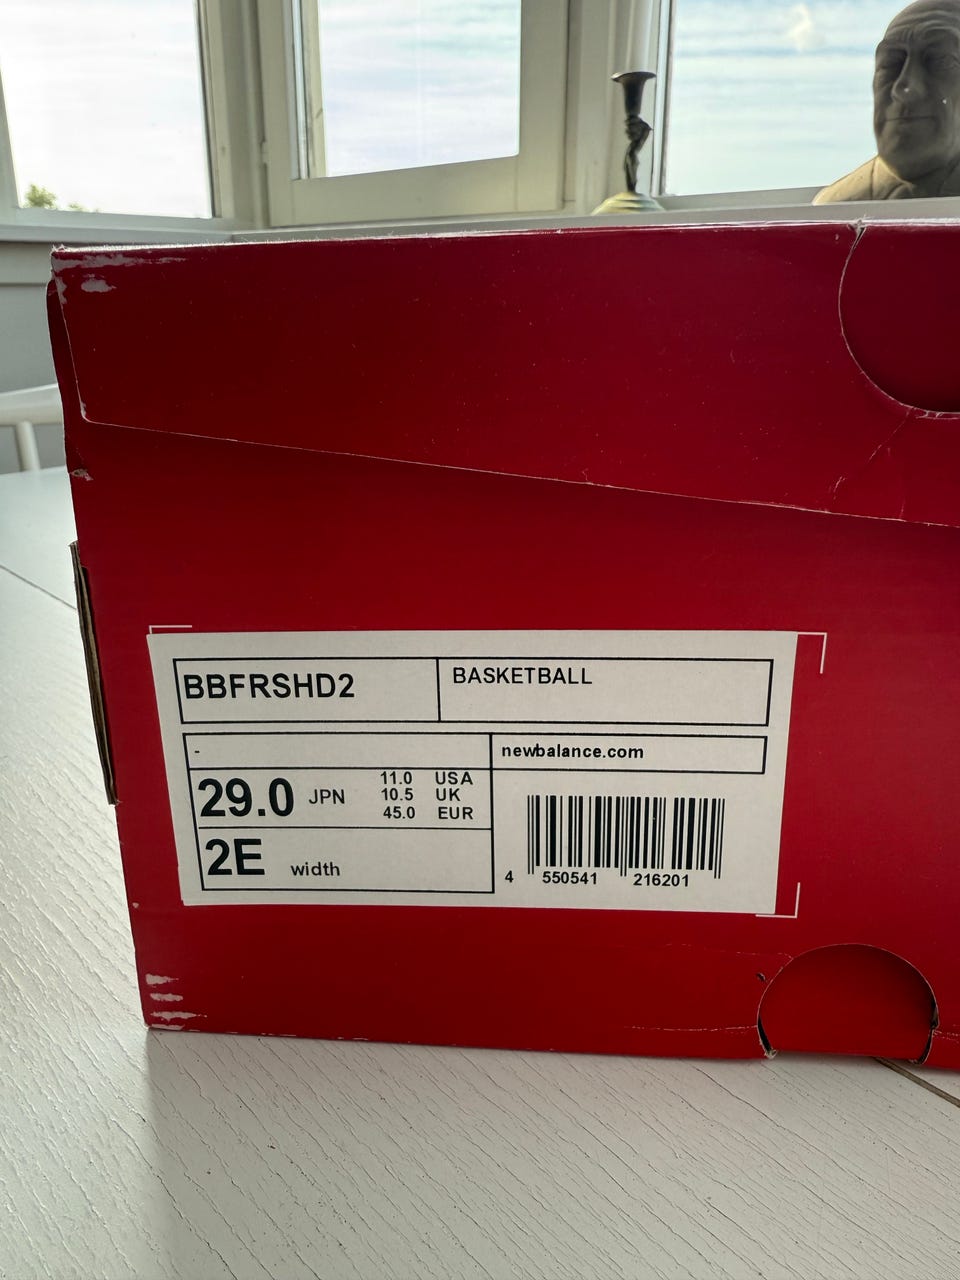 BBFRSHD2
BASKETBALL
-
newbalance.com
29.0 JPN
11.0 USA
10.5 UK
45.0 EUR
2E width
4 550541 216201